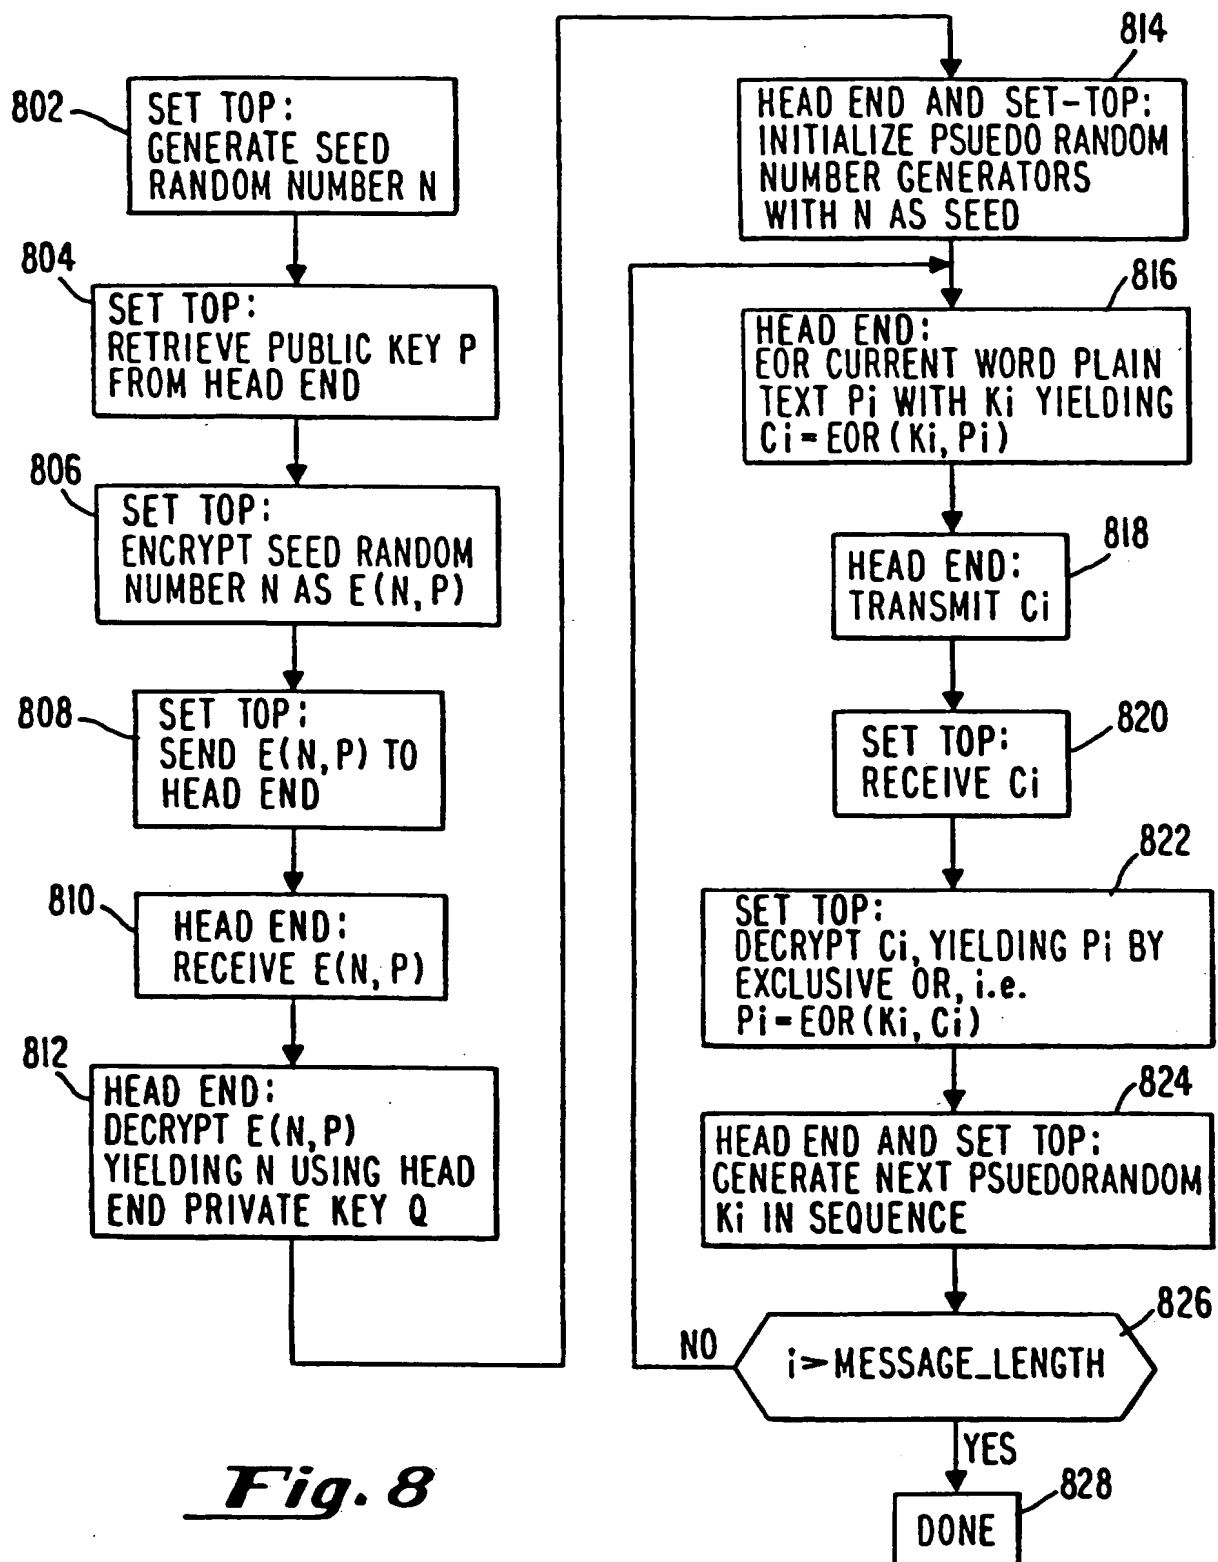 802
SET TOP:
GENERATE SEED
RANDOM NUMBER N
804
SET TOP:
RETRIEVE PUBLIC KEY P
FROM HEAD END
806
SET TOP:
ENCRYPT SEED RANDOM
NUMBER N AS E(N,P)
808
SET TOP:
SEND E(N,P) TO
HEAD END
810
HEAD END:
RECEIVE E(N,P)
812
HEAD END:
DECRYPT E(N,P)
YIELDING N USING HEAD
END PRIVATE KEY Q
814
HEAD END AND SET-TOP:
INITIALIZE PSUEDO RANDOM
NUMBER GENERATORS
WITH N AS SEED
816
HEAD END:
EOR CURRENT WORD PLAIN
TEXT Pi WITH Ki YIELDING
Ci=EOR(Ki,Pi)
818
HEAD END:
TRANSMIT Ci
820
SET TOP:
RECEIVE Ci
822
SET TOP:
DECRYPT Ci, YIELDING Pi BY
EXCLUSIVE OR, i.e.
Pi=EOR(Ki,Ci)
824
HEAD END AND SET TOP:
GENERATE NEXT PSUEDORANDOM
Ki IN SEQUENCE
826
i>MESSAGE_LENGTH
NO
YES
828
DONE
Fig. 8